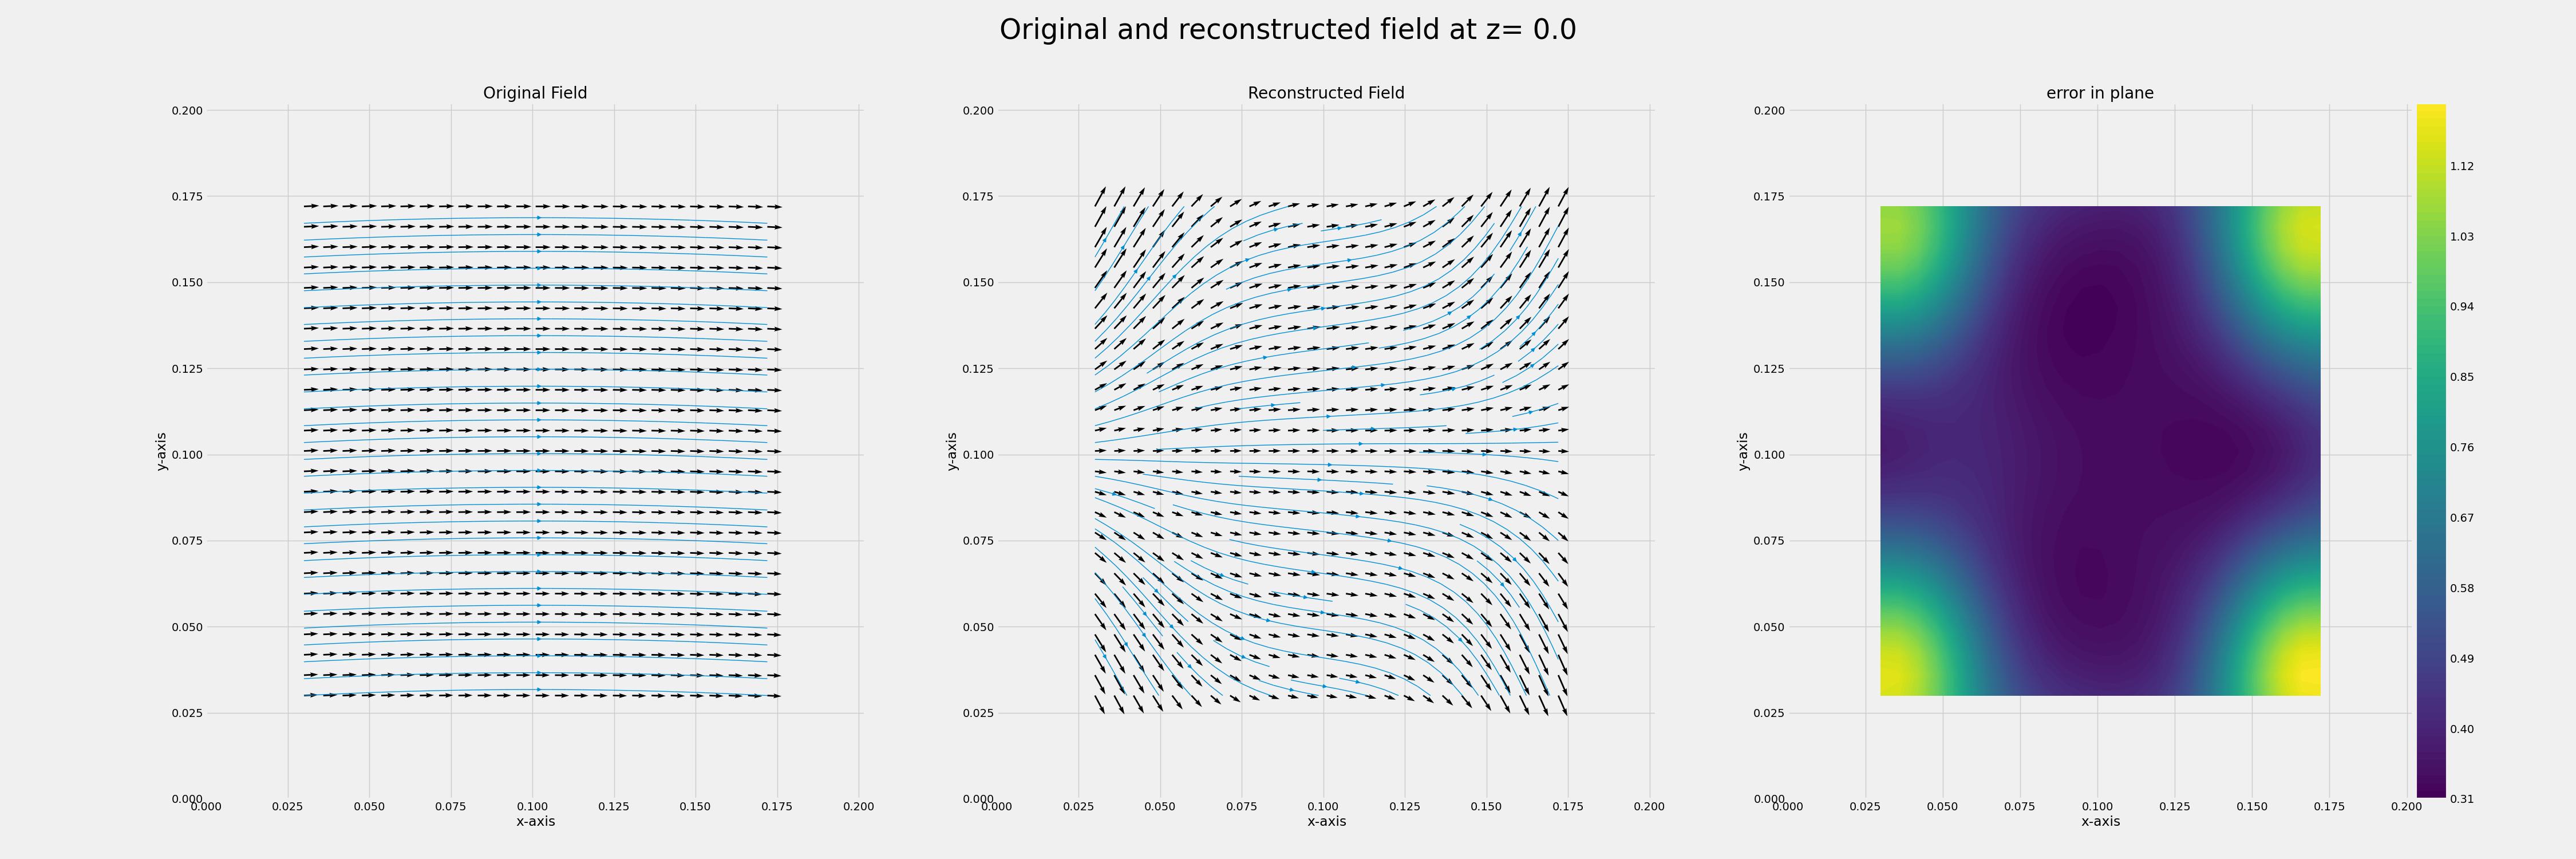 Original and reconstructed field at z= 0.0
Original Field
0.200
0.175
0.150
0.125
0.100
0.075
0.050
0.025
0.000
y-axis
0.000 0.025 0.050 0.075 0.100 0.125 0.150 0.175 0.200
x-axis
Reconstructed Field
0.200
0.175
0.150
0.125
0.100
0.075
0.050
0.025
0.000
y-axis
0.000 0.025 0.050 0.075 0.100 0.125 0.150 0.175 0.200
x-axis
error in plane
0.200
0.175
0.150
0.125
0.100
0.075
0.050
0.025
0.000
y-axis
0.000 0.025 0.050 0.075 0.100 0.125 0.150 0.175 0.200
x-axis
1.12
1.03
0.94
0.85
0.76
0.67
0.58
0.49
0.40
0.31